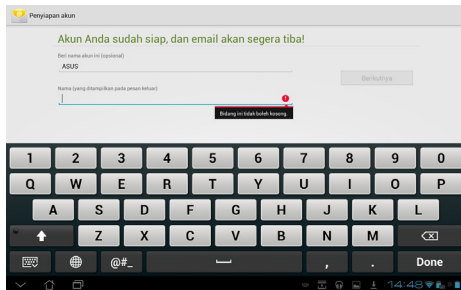 Penyiapan akun
Akun Anda sudah siap, dan email akan segera tiba!
Beri nama akun ini (opsional)
ASUS
Berikutnya
Nama (yang ditampilkan pada pesan keluar)
Bidang ini tidak boleh kosong.
1 2 3 4 5 6 7 8 9 0
Q W E R T Y U I O P
A S D F G H J K L
Z X C V B N M
@#_ , . Done
14:48